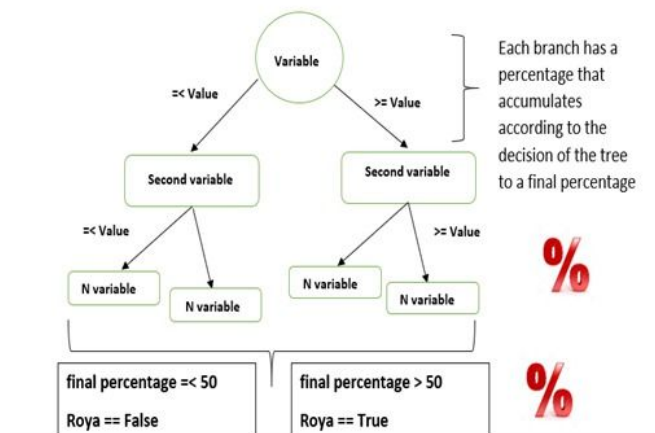 Variable
Each branch has a
percentage that
accumulates
according to the
decision of the tree
to a final percentage
=< Value
>= Value
Second variable
Second variable
=< Value
>= Value
N variable
N variable
N variable
N variable
%
final percentage =< 50
Roya == False
final percentage > 50
Roya == True
%